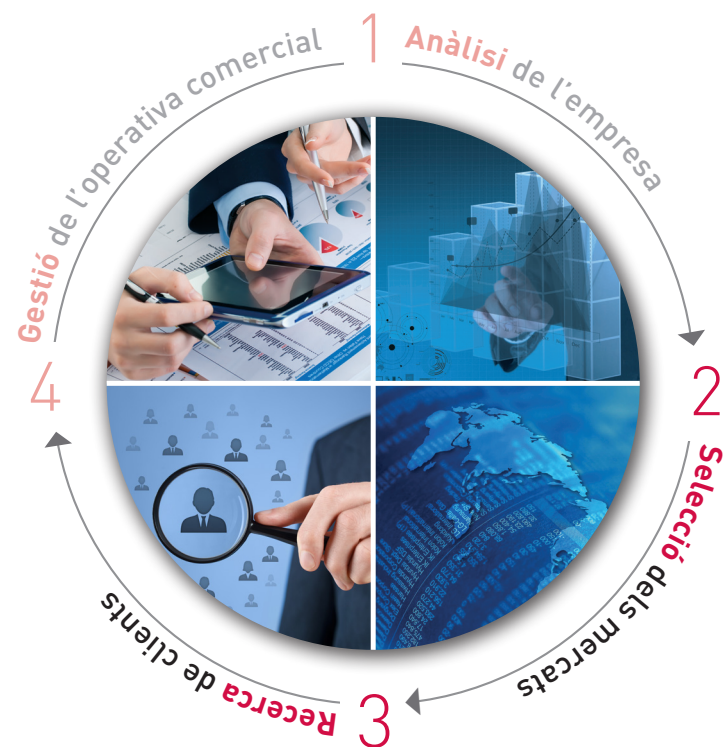 1
Anàlisi de l'empresa
2
Selecció dels mercats
3
Recerca de clients
4
Gestió de l'operativa comercial